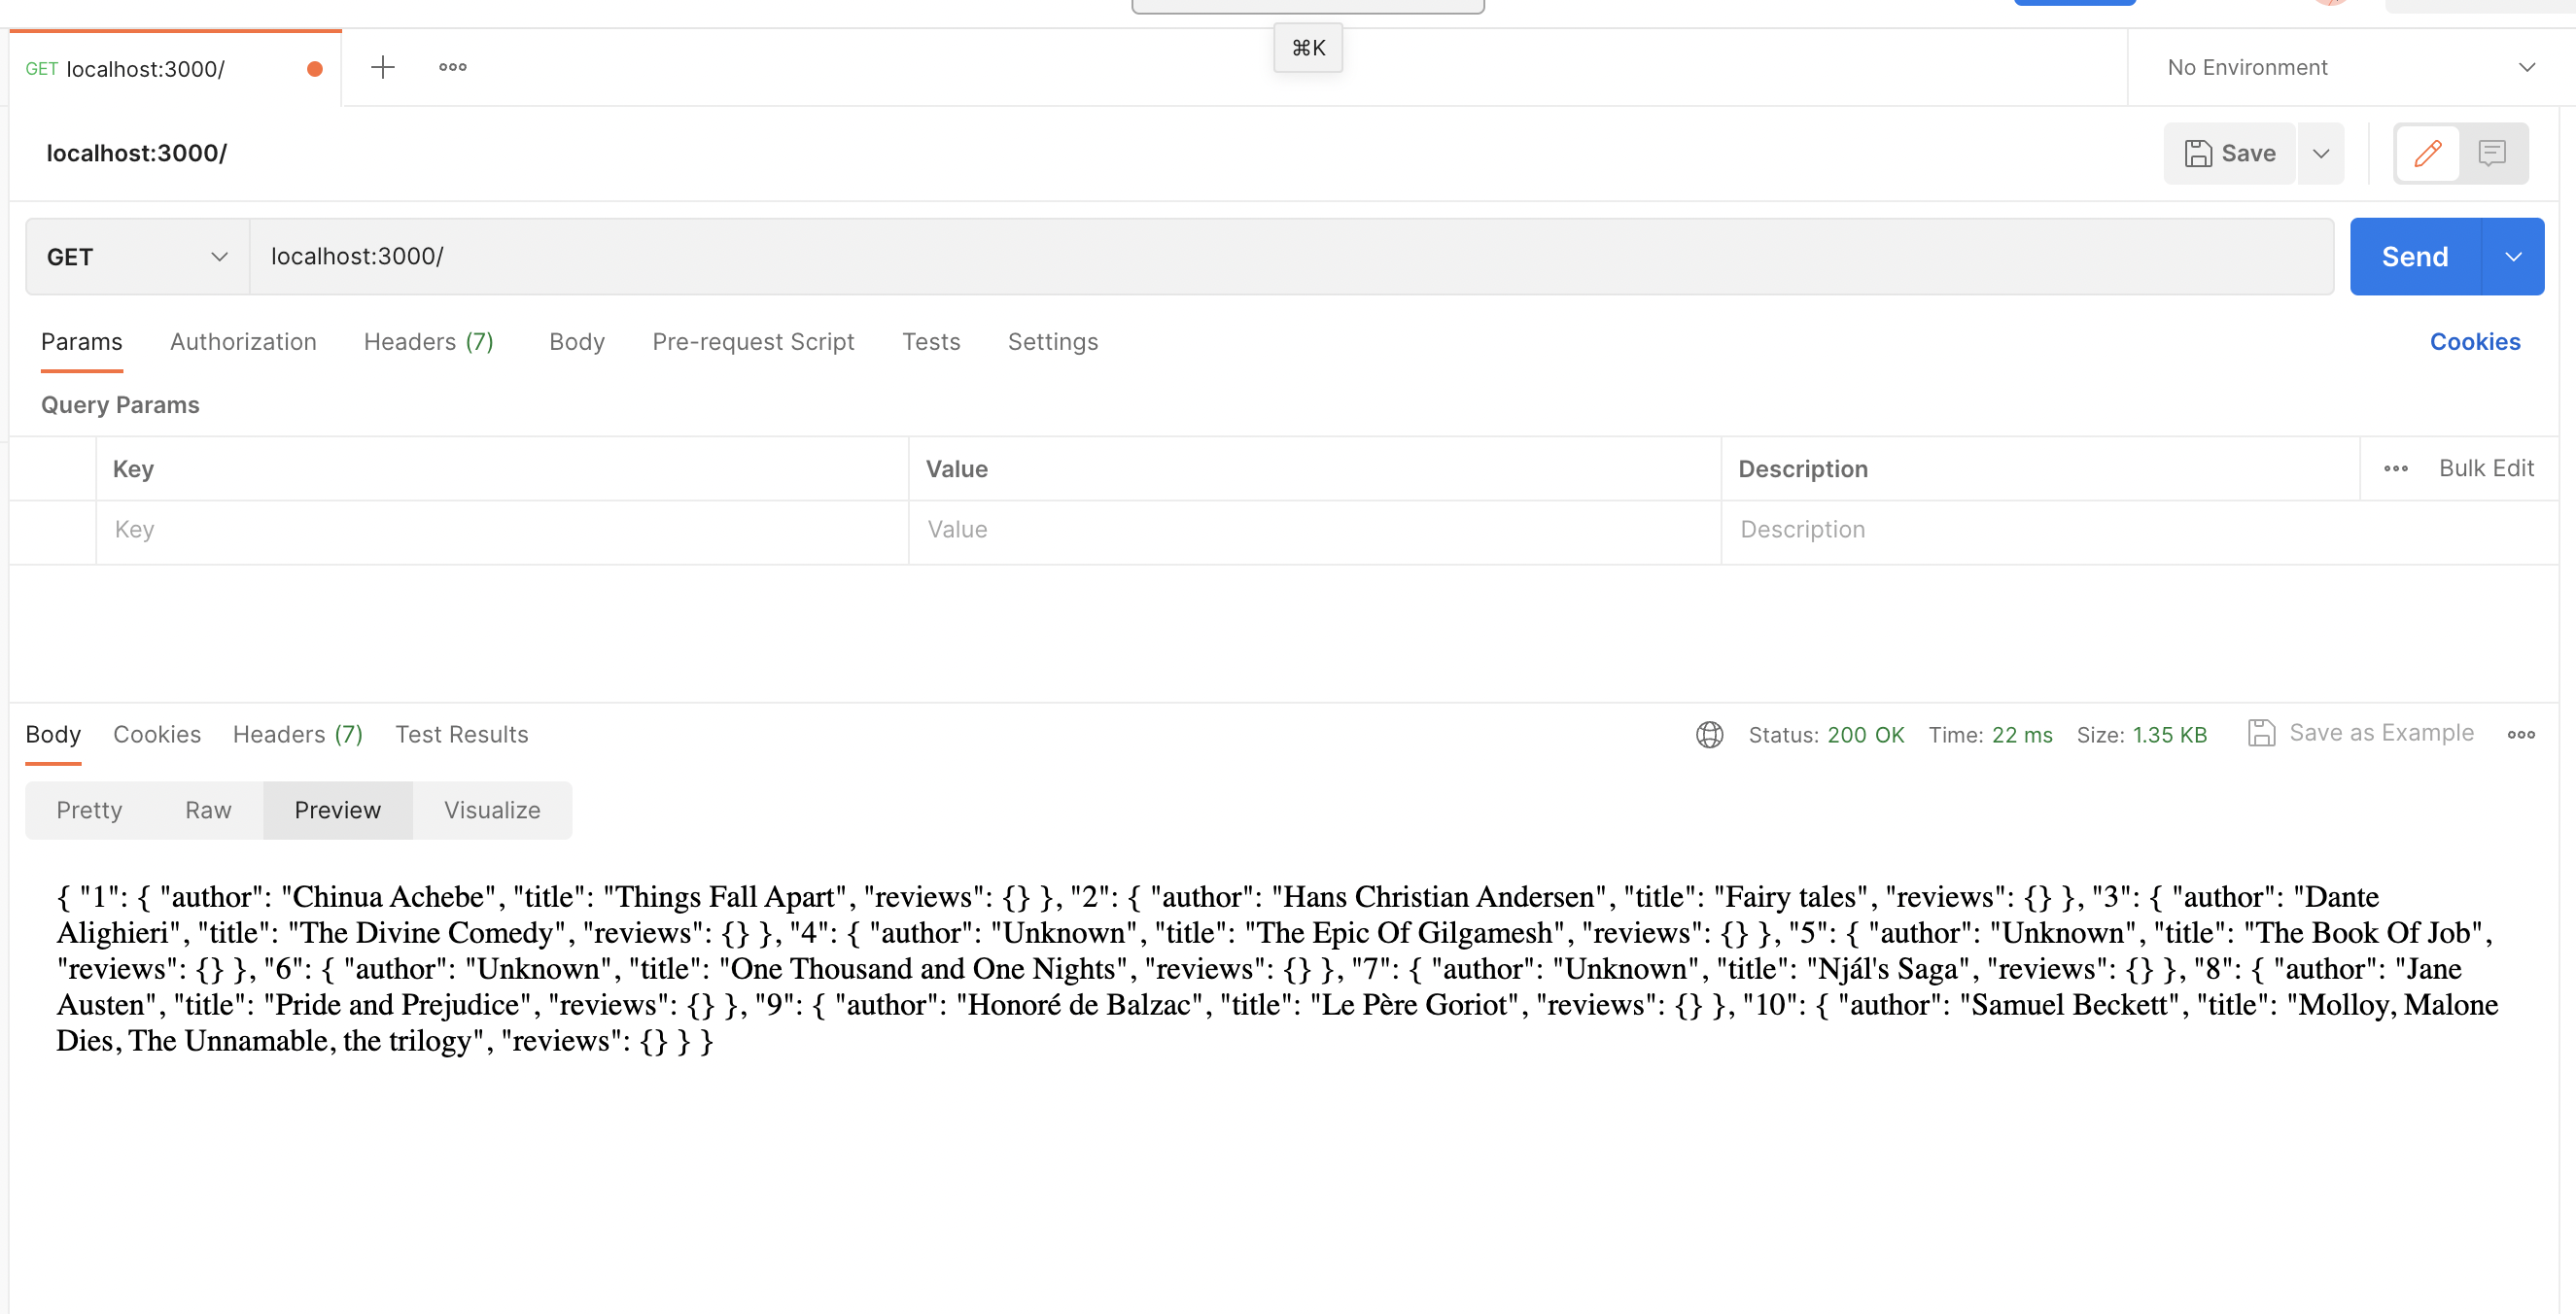 ⌘K
GET localhost:3000/
No Environment
localhost:3000/
Save
GET localhost:3000/ Send
Params Authorization Headers (7) Body Pre-request Script Tests Settings Cookies
Query Params
Key Value Description Bulk Edit
Key Value Description
Body Cookies Headers (7) Test Results Status: 200 OK Time: 22 ms Size: 1.35 KB Save as Example
Pretty Raw Preview Visualize
{ "1": { "author": "Chinua Achebe", "title": "Things Fall Apart", "reviews": {} }, "2": { "author": "Hans Christian Andersen", "title": "Fairy tales", "reviews": {} }, "3": { "author": "Dante
Alighieri", "title": "The Divine Comedy", "reviews": {} }, "4": { "author": "Unknown", "title": "The Epic Of Gilgamesh", "reviews": {} }, "5": { "author": "Unknown", "title": "The Book Of Job",
"reviews": {} }, "6": { "author": "Unknown", "title": "One Thousand and One Nights", "reviews": {} }, "7": { "author": "Unknown", "title": "Njál's Saga", "reviews": {} }, "8": { "author": "Jane
Austen", "title": "Pride and Prejudice", "reviews": {} }, "9": { "author": "Honoré de Balzac", "title": "Le Père Goriot", "reviews": {} }, "10": { "author": "Samuel Beckett", "title": "Molloy, Malone
Dies, The Unnamable, the trilogy", "reviews": {} } }